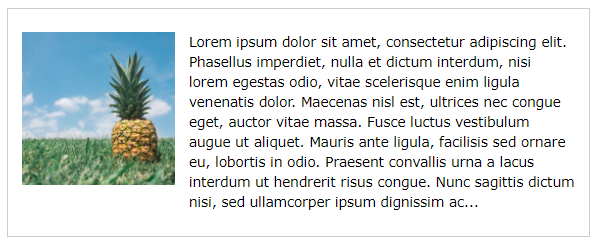 Lorem ipsum dolor sit amet, consectetur adipiscing elit.
Phasellus imperdiet, nulla et dictum interdum, nisi
lorem egestas odio, vitae scelerisque enim ligula
venenatis dolor. Maecenas nisl est, ultrices nec congue
eget, auctor vitae massa. Fusce luctus vestibulum
augue ut aliquet. Mauris ante ligula, facilisis sed ornare
eu, lobortis in odio. Praesent convallis urna a lacus
interdum ut hendrerit risus congue. Nunc sagittis dictum
nisi, sed ullamcorper ipsum dignissim ac...